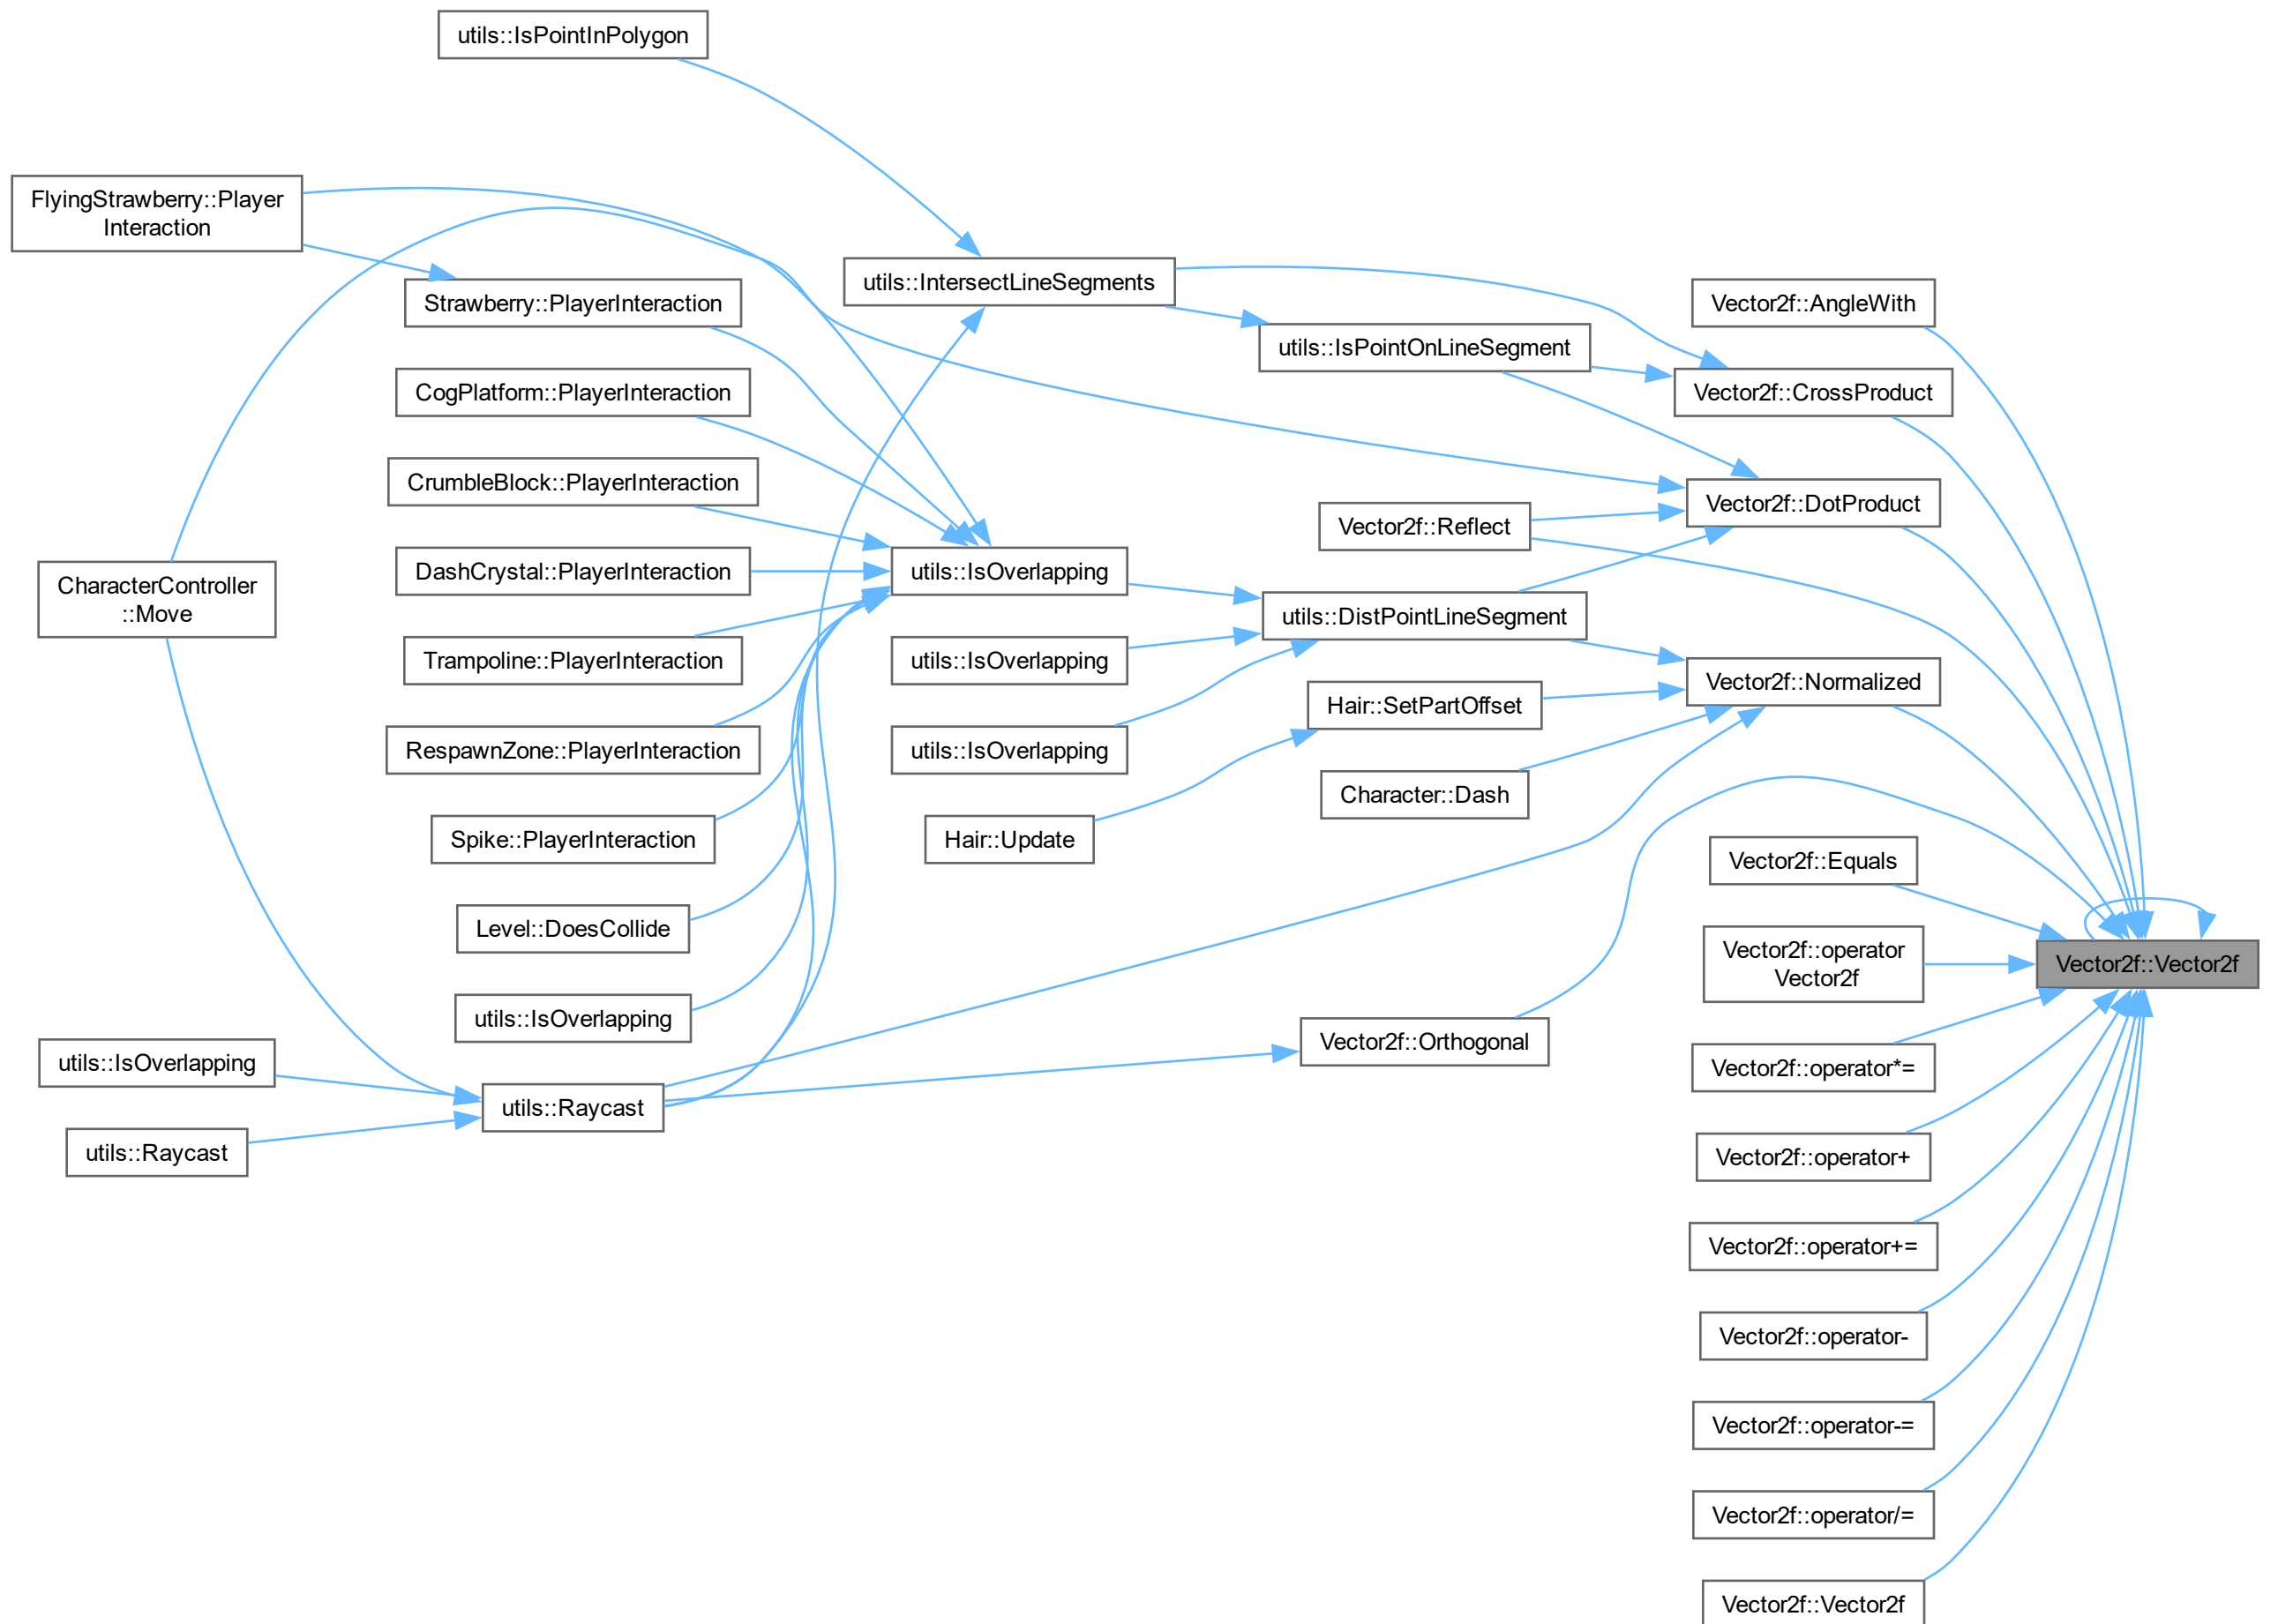 utils::IsPointInPolygon
FlyingStrawberry::Player
Interaction
utils::IntersectLineSegments
Strawberry::PlayerInteraction
Vector2f::AngleWith
utils::IsPointOnLineSegment
CogPlatform::PlayerInteraction
Vector2f::CrossProduct
CrumbleBlock::PlayerInteraction
Vector2f::DotProduct
Vector2f::Reflect
DashCrystal::PlayerInteraction
utils::IsOverlapping
CharacterController
::Move
utils::DistPointLineSegment
Trampoline::PlayerInteraction
utils::IsOverlapping
Vector2f::Normalized
Hair::SetPartOffset
RespawnZone::PlayerInteraction
utils::IsOverlapping
Character::Dash
Spike::PlayerInteraction
Hair::Update
Vector2f::Equals
Level::DoesCollide
Vector2f::operator
Vector2f
Vector2f::Vector2f
utils::IsOverlapping
Vector2f::Orthogonal
utils::IsOverlapping
Vector2f::operator*=
utils::Raycast
utils::Raycast
Vector2f::operator+
Vector2f::operator+=
Vector2f::operator-
Vector2f::operator-=
Vector2f::operator/=
Vector2f::Vector2f